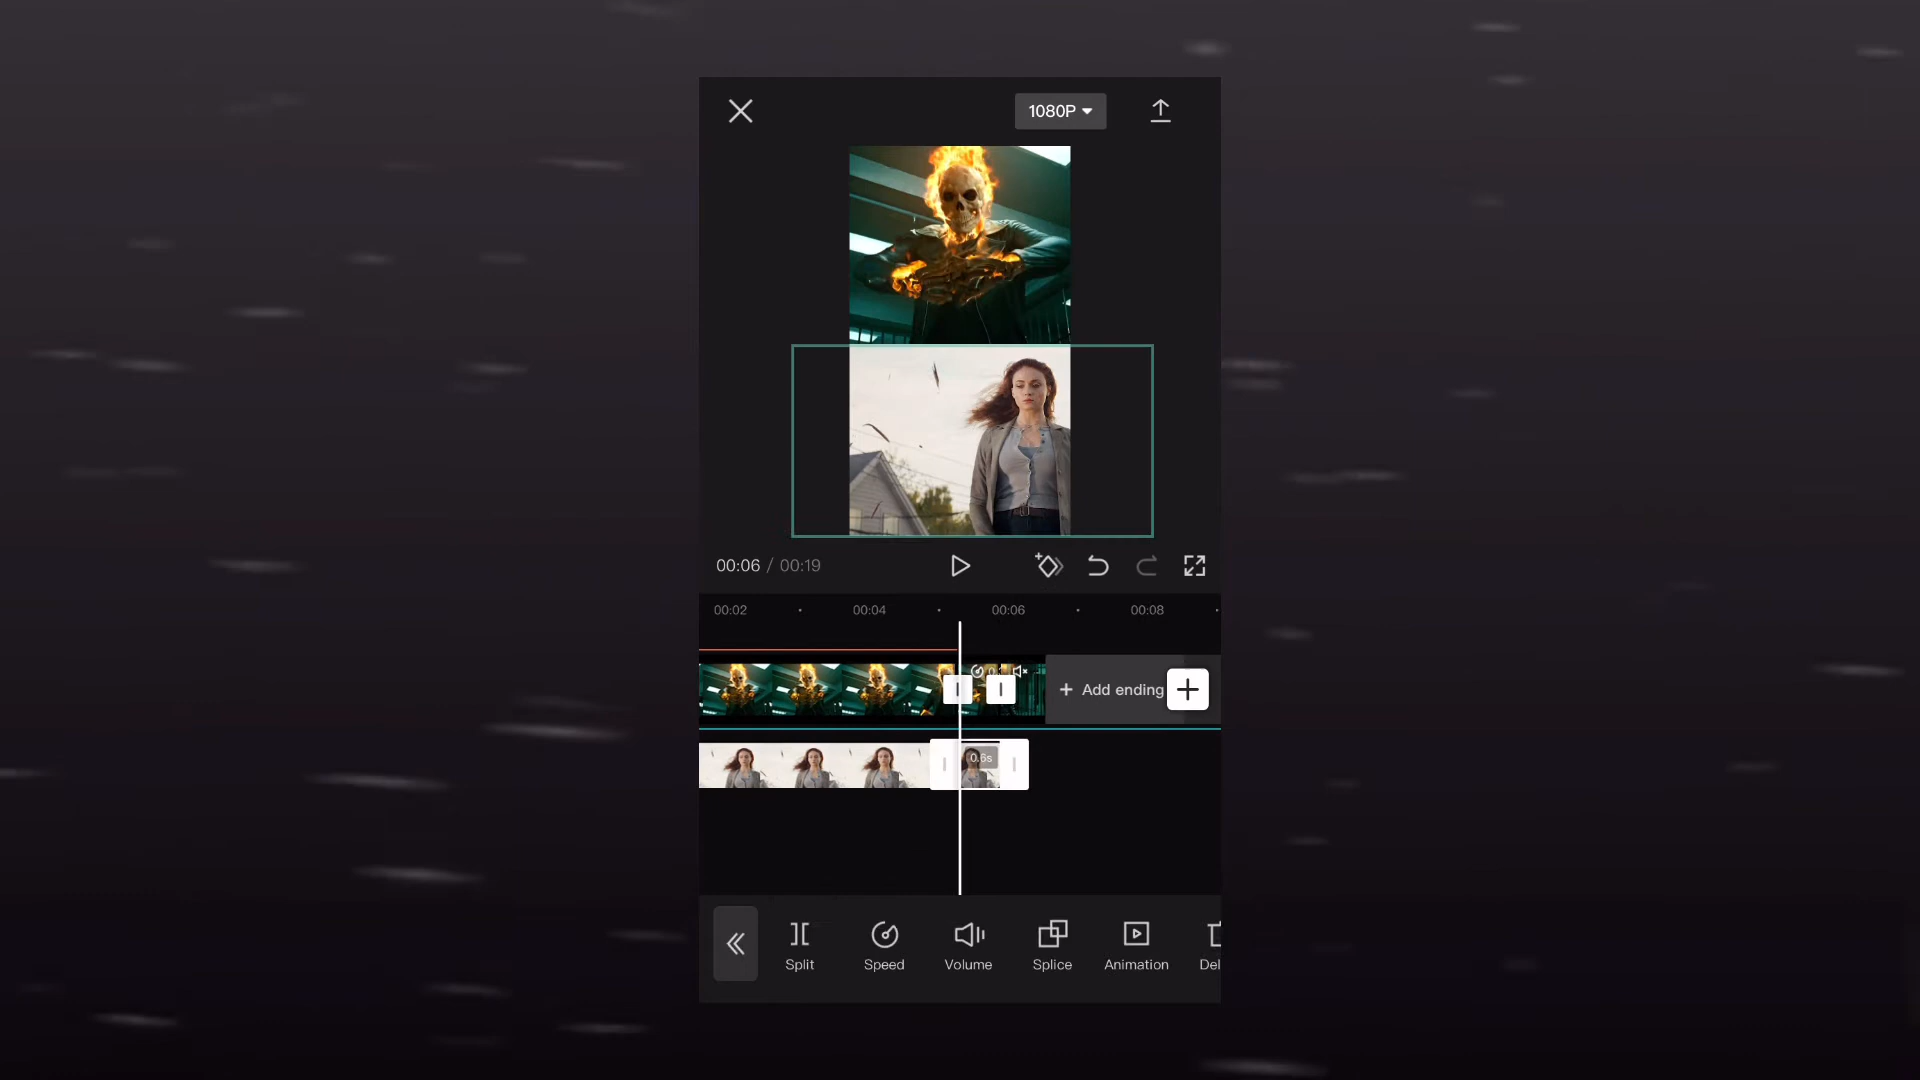 1080P
00:06 / 00:19
00:02 00:04 00:06 00:08
+ Add ending
0.6s
Split Speed Volume Splice Animation Del